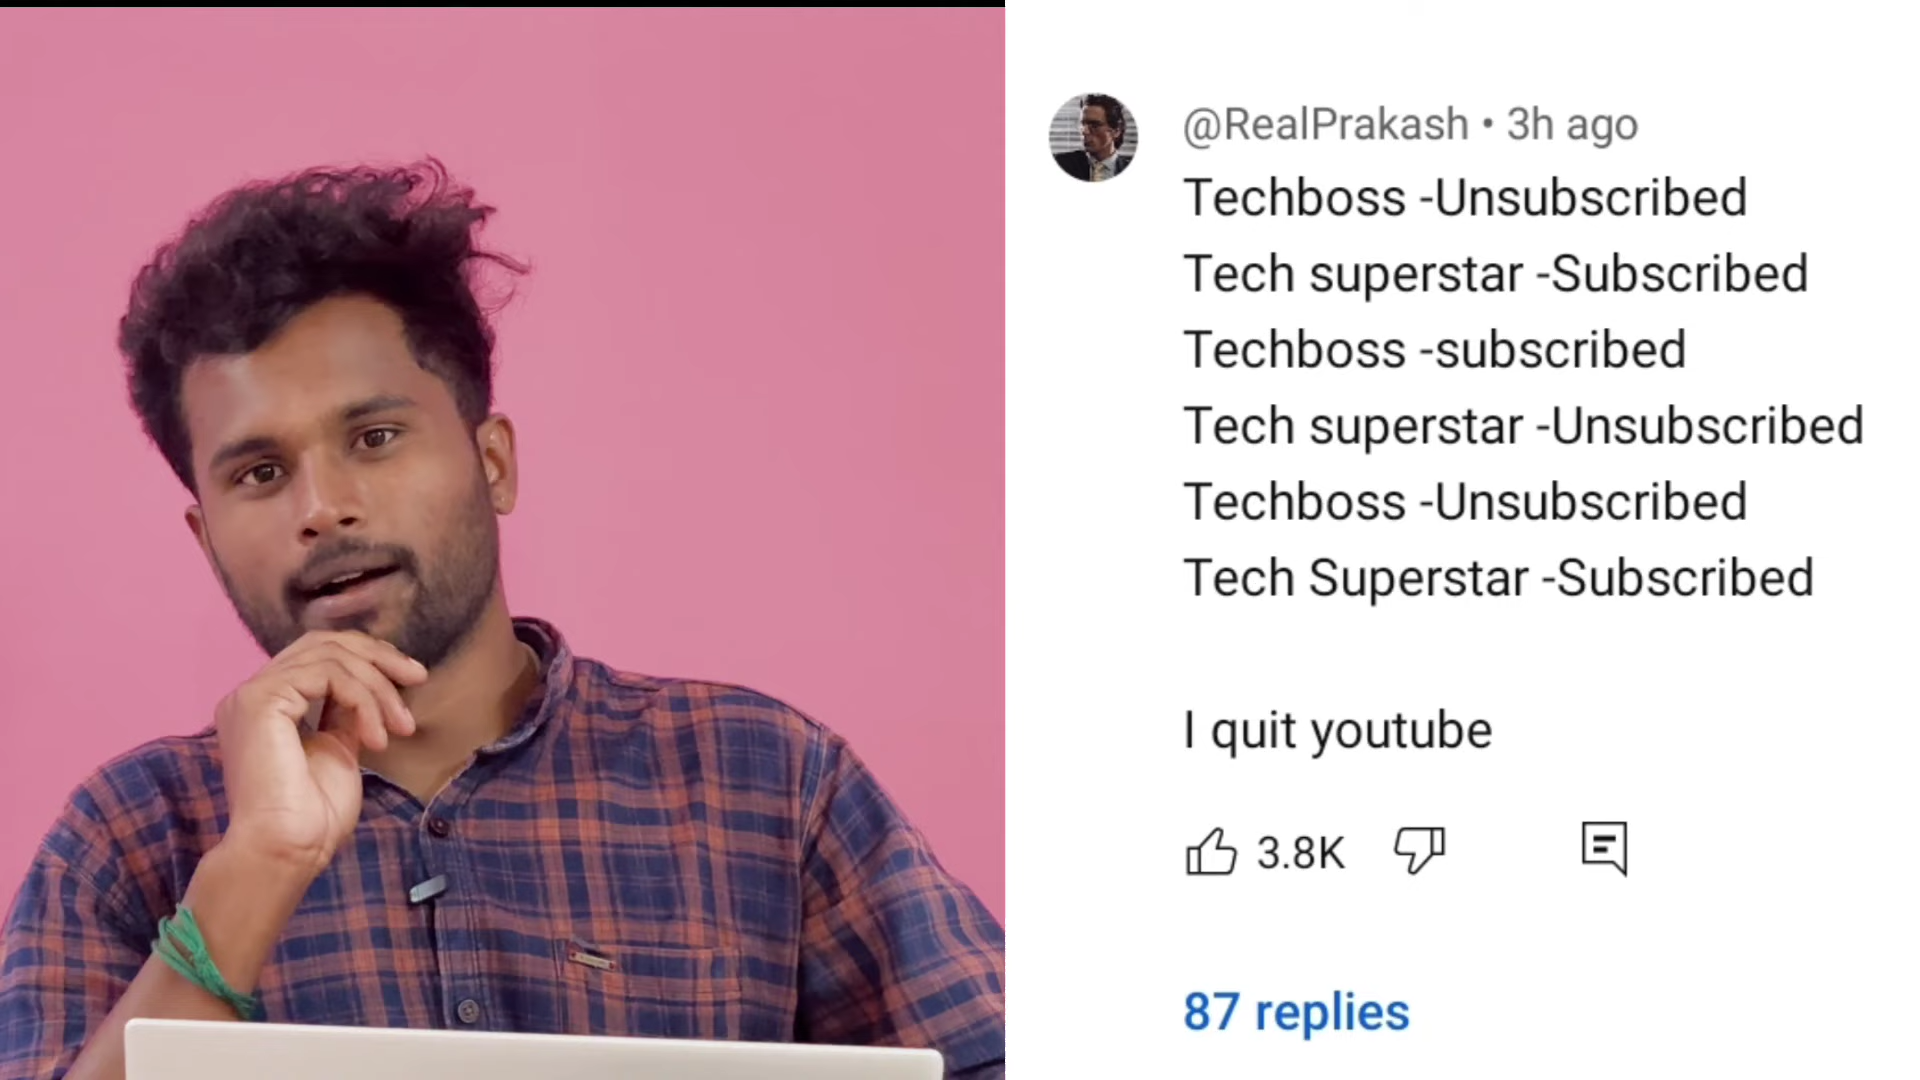 @RealPrakash • 3h ago
Techboss -Unsubscribed
Tech superstar -Subscribed
Techboss -subscribed
Tech superstar -Unsubscribed
Techboss -Unsubscribed
Tech Superstar -Subscribed
I quit youtube
3.8K
87 replies